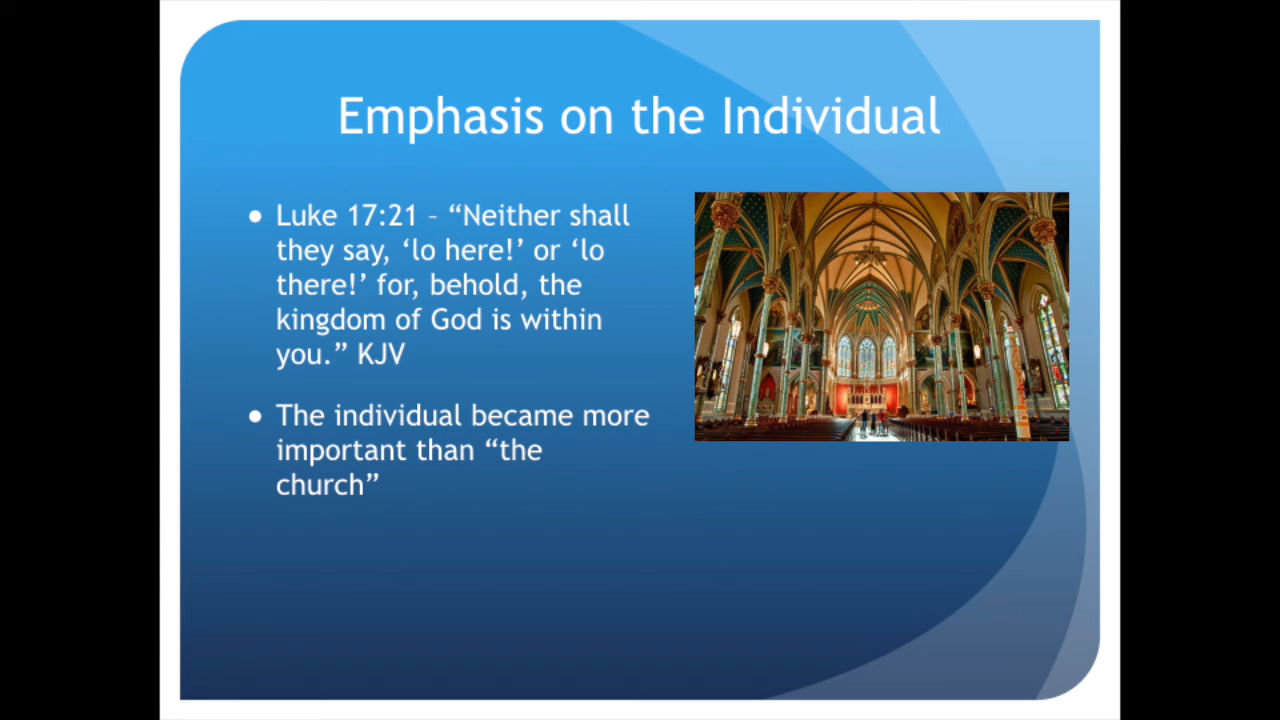 Emphasis on the Individual
● Luke 17:21 – “Neither shall
they say, ‘lo here!’ or ‘lo
there!’ for, behold, the
kingdom of God is within
you.” KJV
● The individual became more
important than “the
church”